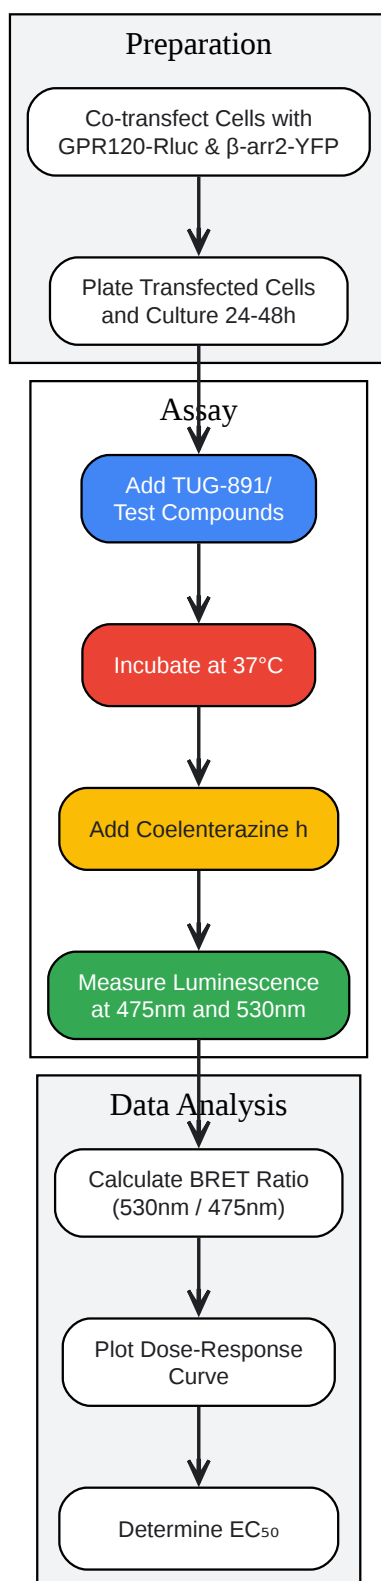 Preparation
Co-transfect Cells with
GPR120-Rluc & β-arr2-YFP
Plate Transfected Cells
and Culture 24-48h
Assay
Add TUG-891/
Test Compounds
Incubate at 37°C
Add Coelenterazine h
Measure Luminescence
at 475nm and 530nm
Data Analysis
Calculate BRET Ratio
(530nm / 475nm)
Plot Dose-Response
Curve
Determine EC₅₀